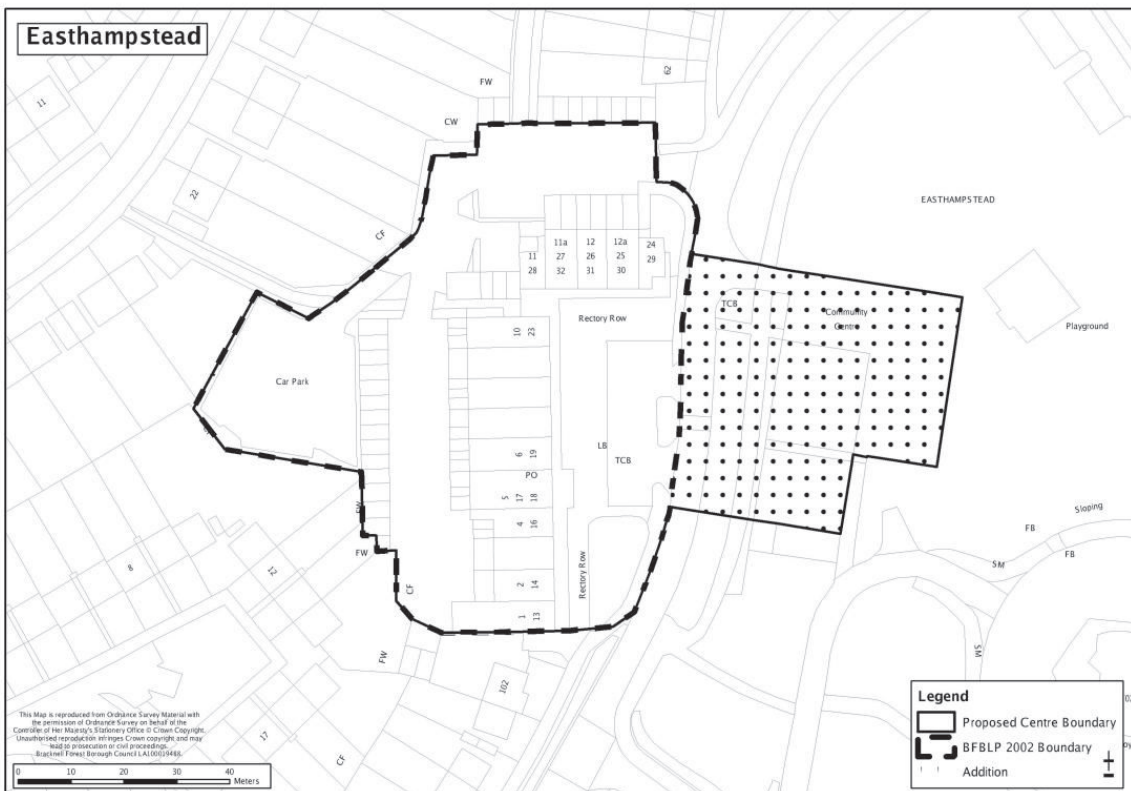 Easthampstead
11
FW
62
CW
22
CF
EASTHAMPSTEAD
11a 12 12a 24
11 27 26 25 29
28 32 31 30
TCB
Community
Centre
Rectory Row
10 23
Playground
Car Park
LB
6 19
TCB
PO
5 17 18
FW
4 16
Sloping
FB
FB
FW
SM
8
12
CF
2 14
Rectory Row
1 13
FW
SM
102
17
CF
This Map is reproduced from Ordnance Survey Material with
the permission of Ordnance Survey on behalf of the
Controller of Her Majesty's Stationery Office © Crown Copyright.
Unauthorised reproduction infringes Crown copyright and may
lead to prosecution or civil proceedings.
Bracknell Forest Borough Council LA100019488.
0 10 20 30 40
Meters
Legend
Proposed Centre Boundary
BFBLP 2002 Boundary
Addition